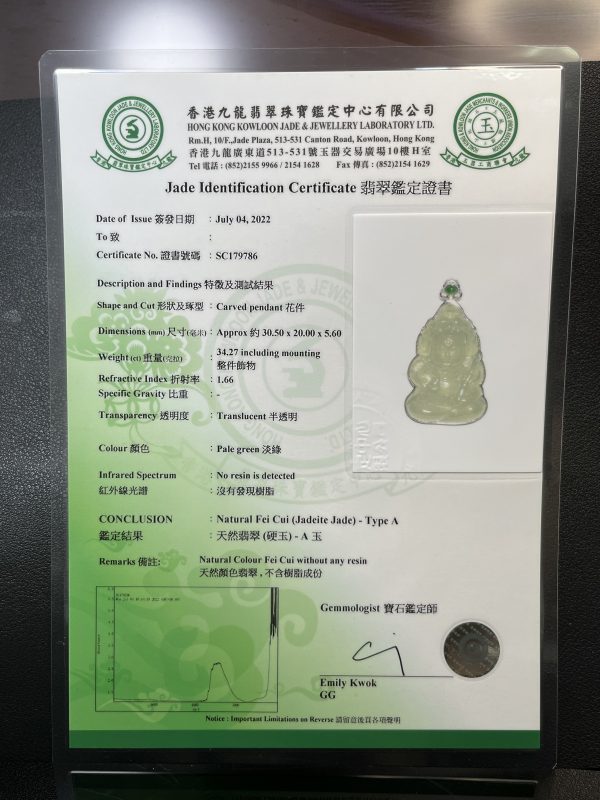 香港九龍翡翠珠寶鑑定中心有限公司
HONG KONG KOWLOON JADE & JEWELLERY LABORATORY LTD.
Rm.H, 10/F.,Jade Plaza, 513-531 Canton Road, Kowloon, Hong Kong
香港九龍廣東道513-531號玉器交易廣場10樓H室
Tel 電話 : (852)2155 9966 / 2154 1628 Fax 傳真 : (852)2154 1629
Jade Identification Certificate 翡翠鑑定證書
Date of Issue 簽發日期 : July 04, 2022
To 致 :
Certificate No. 證書號碼 : SC179786
Description and Findings 特徵及測試結果
Shape and Cut 形狀及琢型 : Carved pendant 花件
Dimensions (mm) 尺寸(毫米) : Approx 約 30.50 x 20.00 x 5.60
Weight (ct) 重量(克拉) : 34.27 including mounting
整件飾物
Refractive Index 折射率 : 1.66
Specific Gravity 比重 : -
Transparency 透明度 : Translucent 半透明
Colour 顏色 : Pale green 淡綠
Infrared Spectrum : No resin is detected
紅外線光譜 : 沒有發現樹脂
CONCLUSION : Natural Fei Cui (Jadeite Jade) - Type A
鑑定結果 : 天然翡翠 (硬玉) - A 玉
Remarks 備註: Natural Colour Fei Cui without any resin
天然顏色翡翠 , 不含樹脂成份
Gemmologist 寶石鑑定師
Emily Kwok
GG
Notice : Important Limitations on Reverse 請留意後頁各項聲明